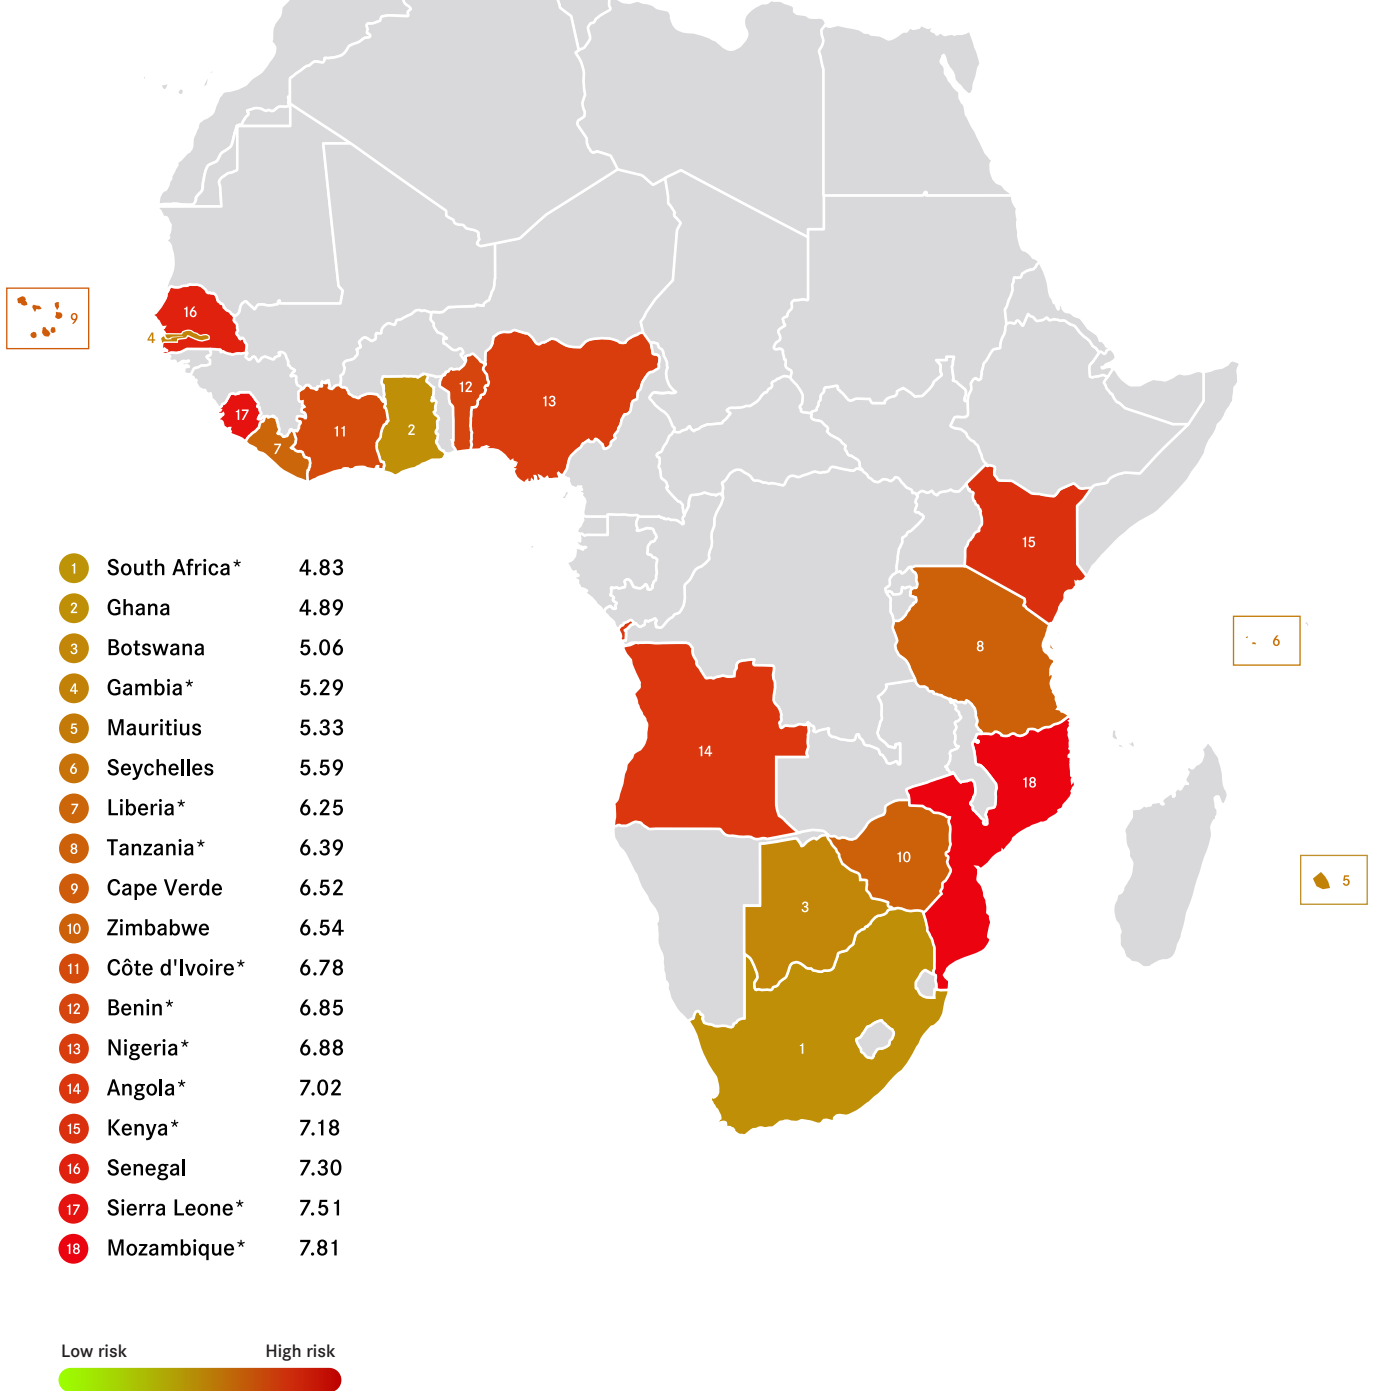 16
4
9
12
13
17
11
2
7
15
8
6
14
18
10
5
3
1
1 South Africa* 4.83
2 Ghana 4.89
3 Botswana 5.06
4 Gambia* 5.29
5 Mauritius 5.33
6 Seychelles 5.59
7 Liberia* 6.25
8 Tanzania* 6.39
9 Cape Verde 6.52
10 Zimbabwe 6.54
11 Côte d'Ivoire* 6.78
12 Benin* 6.85
13 Nigeria* 6.88
14 Angola* 7.02
15 Kenya* 7.18
16 Senegal 7.30
17 Sierra Leone* 7.51
18 Mozambique* 7.81
Low risk High risk